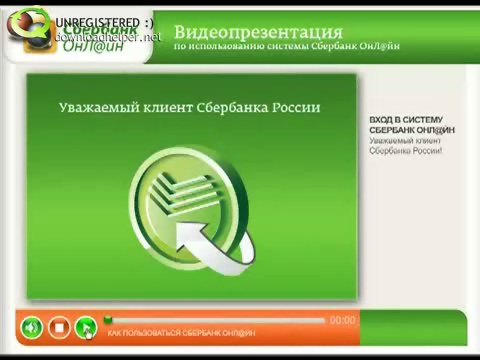 UNREGISTERED :)
downloadhelper.net
Сбербанк
ОнЛ@йн
Видеопрезентация
по использованию системы Сбербанк ОнЛ@йн
Уважаемый клиент Сбербанка России
ВХОД В СИСТЕМУ
СБЕРБАНК ОНЛ@ЙН
Уважаемый клиент
Сбербанка России!
00:00
КАК ПОЛЬЗОВАТЬСЯ СБЕРБАНК ОНЛ@ЙН